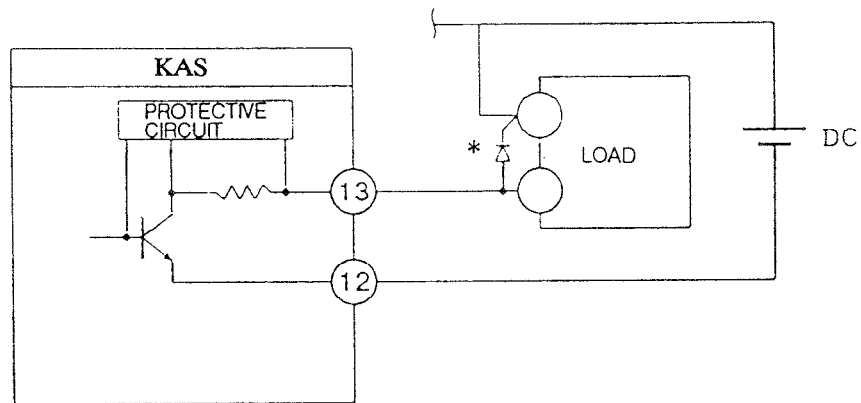 KAS
PROTECTIVE
CIRCUIT
13
*
LOAD
DC
12